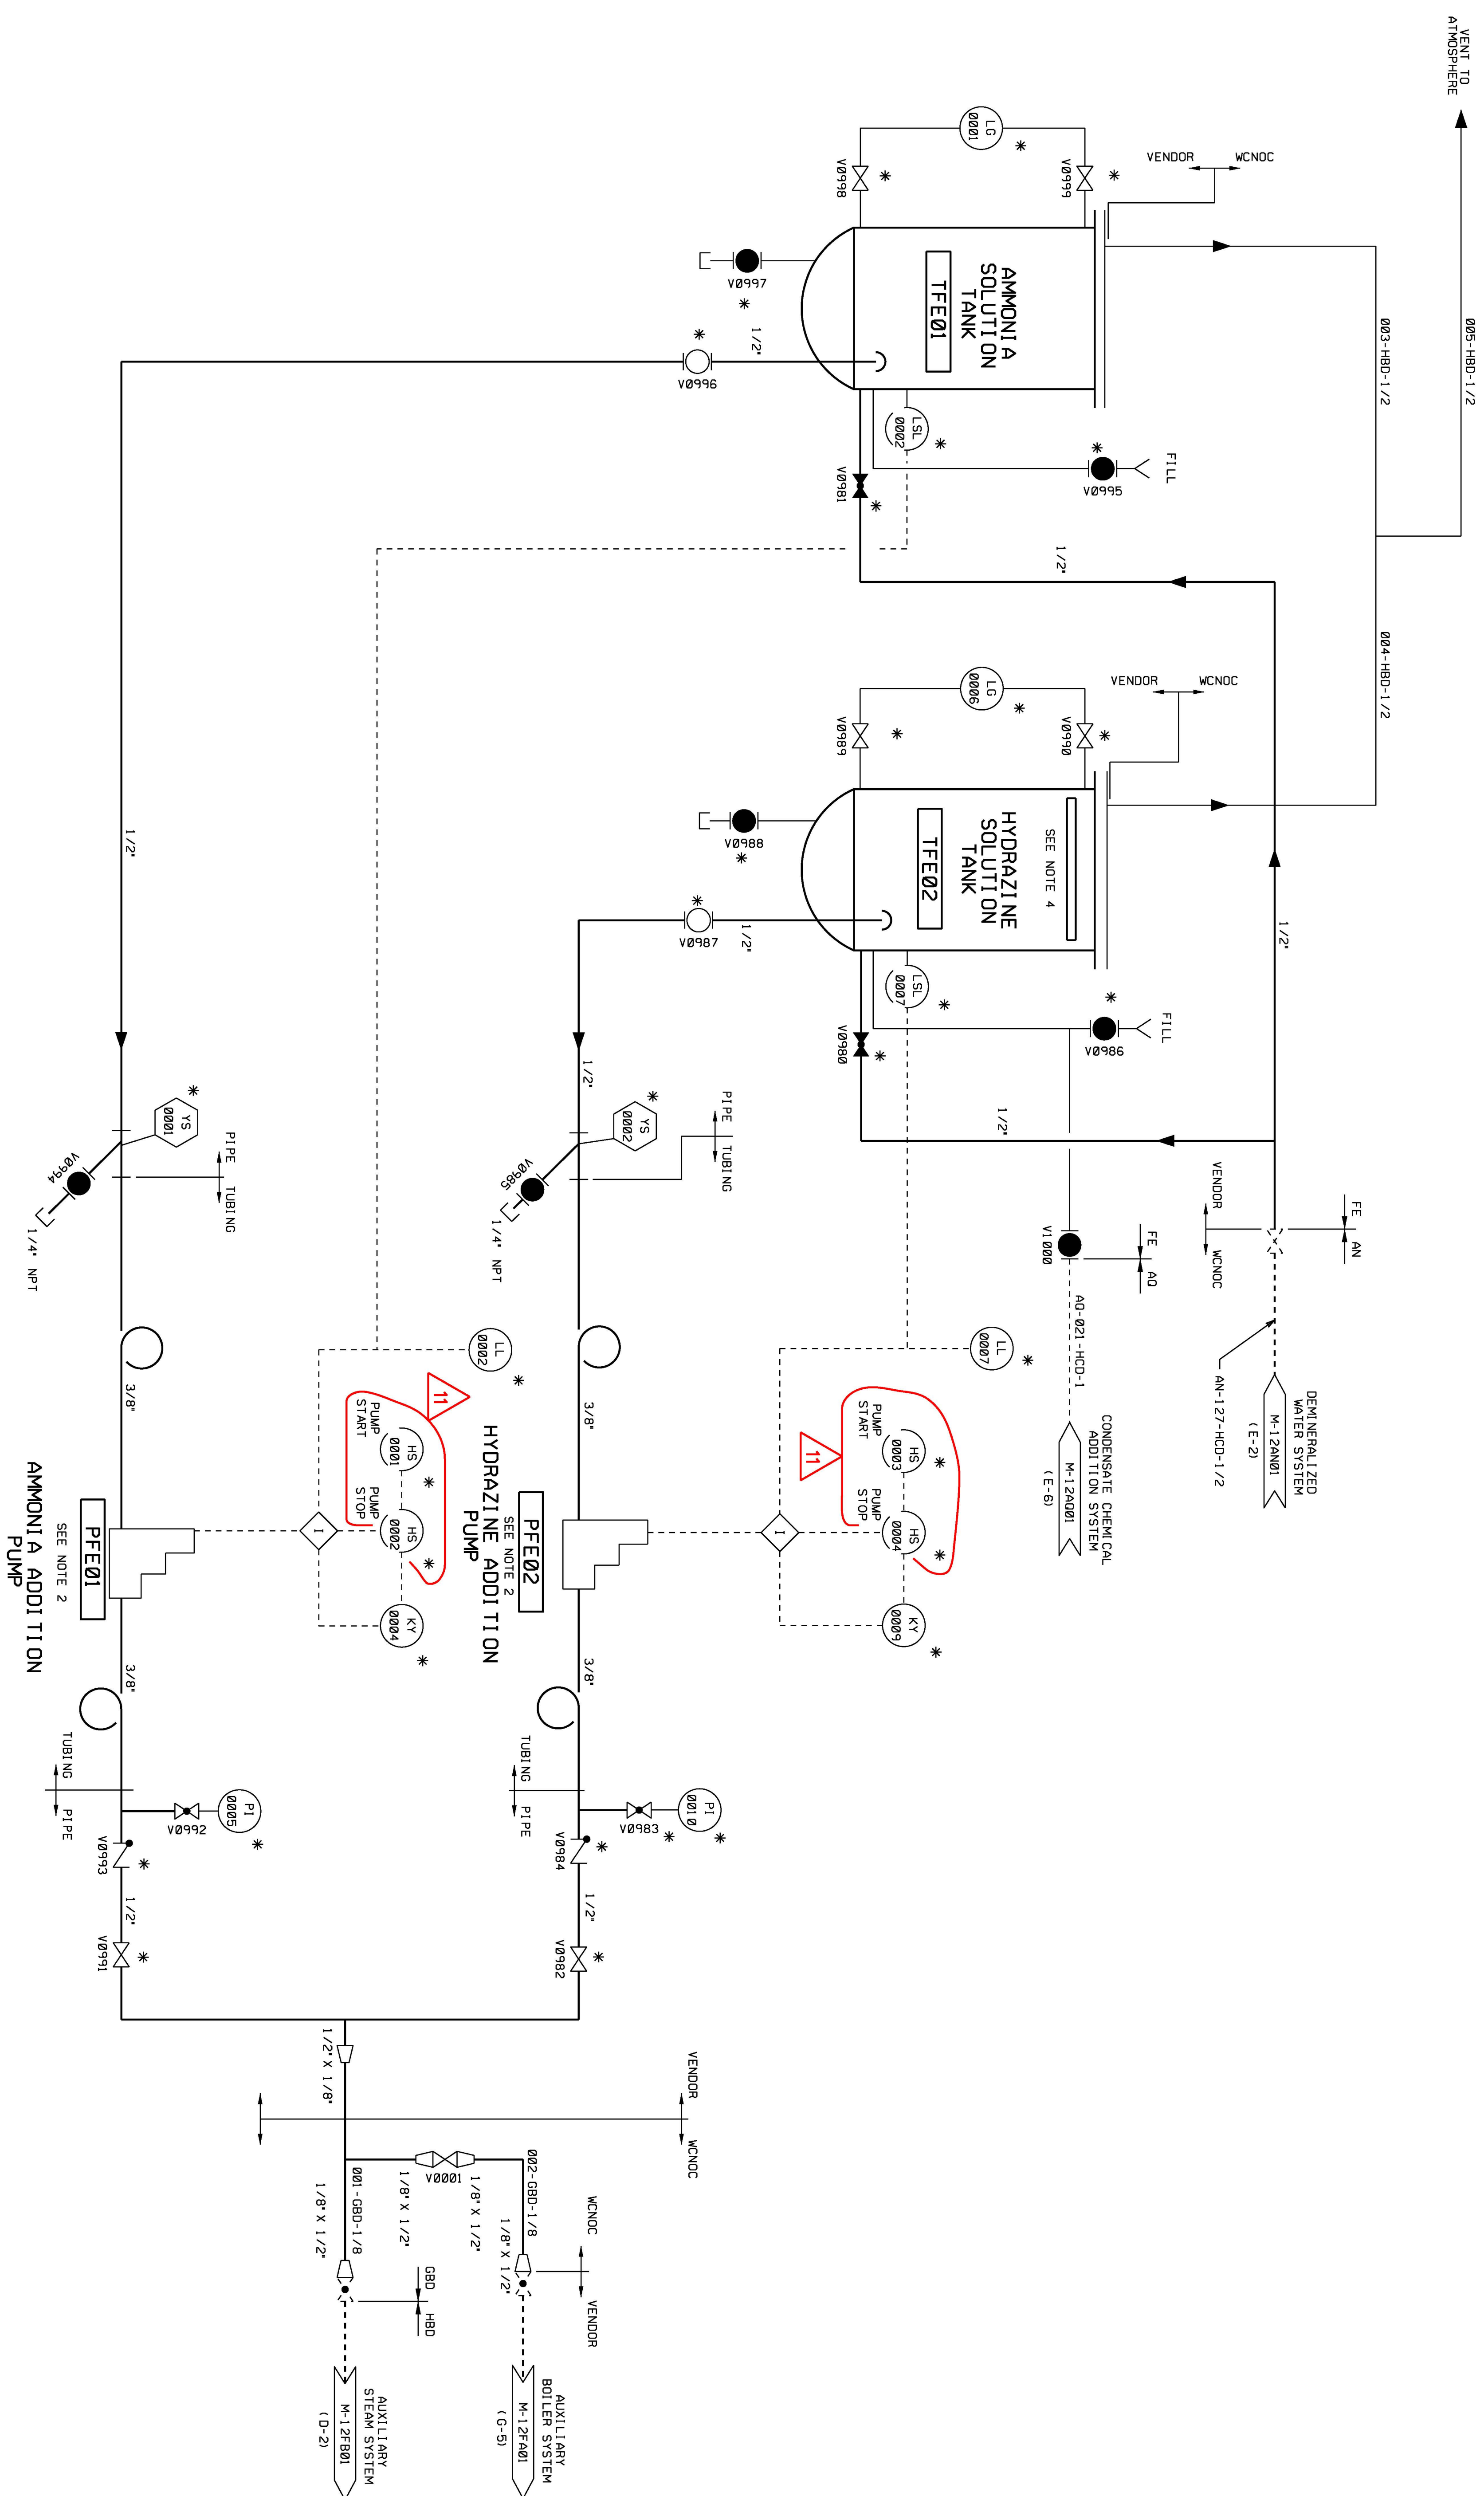 VENT TO
ATMOSPHERE
005-HBD-1/2
003-HBD-1/2
004-HBD-1/2
VENDOR
WCNOC
LG
0001
*
V0999
*
V0998
*
AMMONIA
SOLUTION
TANK
TFE01
V0997
*
*
V0996
1/2"
LSL
0002
*
FILL
*
V0995
V0981
*
1/2"
VENDOR
WCNOC
LG
0006
*
V0990
*
V0989
*
SEE NOTE 4
HYDRAZINE
SOLUTION
TANK
TFE02
V0988
*
*
V0987
1/2"
LSL
0007
*
FILL
*
V0986
V0980
*
1/2"
1/2"
FE
AN
VENDOR
WCNOC
AN-127-HCD-1/2
DEMINERALIZED
WATER SYSTEM
M-12AN01
(E-2)
FE
AQ
V1000
AQ-021-HCD-1
CONDENSATE CHEMICAL
ADDITION SYSTEM
M-12AQ01
(E-6)
1/2"
YS
0002
*
PIPE
TUBING
V0985
1/4" NPT
3/8"
LL
0007
*
11
PUMP
START
HS
0003
*
PUMP
STOP
HS
0004
*
I
KY
0009
*
PFE02
SEE NOTE 2
HYDRAZINE ADDITION
PUMP
3/8"
TUBING
PIPE
PI
0010
*
V0983
*
V0984
*
1/2"
V0982
*
1/2"
YS
0001
*
PIPE
TUBING
V0994
1/4" NPT
3/8"
LL
0002
*
11
PUMP
START
HS
0001
*
PUMP
STOP
HS
0002
*
I
KY
0004
*
PFE01
SEE NOTE 2
AMMONIA ADDITION
PUMP
3/8"
TUBING
PIPE
PI
0005
*
V0992
V0993
*
1/2"
V0991
*
1/2" X 1/8"
VENDOR
WCNOC
V0001
1/8" X 1/2"
1/8" X 1/2"
002-GBD-1/8
1/8" X 1/2"
WCNOC
VENDOR
AUXILIARY
BOILER SYSTEM
M-12FA01
(G-5)
001-GBD-1/8
1/8" X 1/2"
GBD
HBD
AUXILIARY
STEAM SYSTEM
M-12FB01
(D-2)